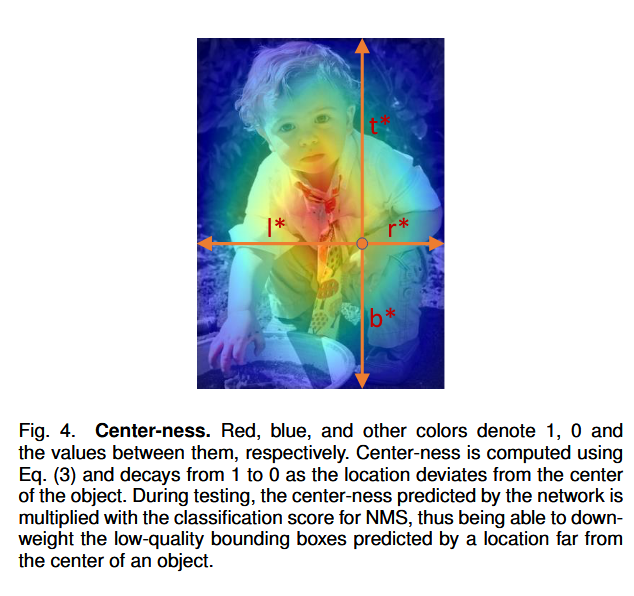 t*
l*
r*
b*
Fig. 4. Center-ness. Red, blue, and other colors denote 1, 0 and
the values between them, respectively. Center-ness is computed using
Eq. (3) and decays from 1 to 0 as the location deviates from the center
of the object. During testing, the center-ness predicted by the network is
multiplied with the classification score for NMS, thus being able to down-
weight the low-quality bounding boxes predicted by a location far from
the center of an object.